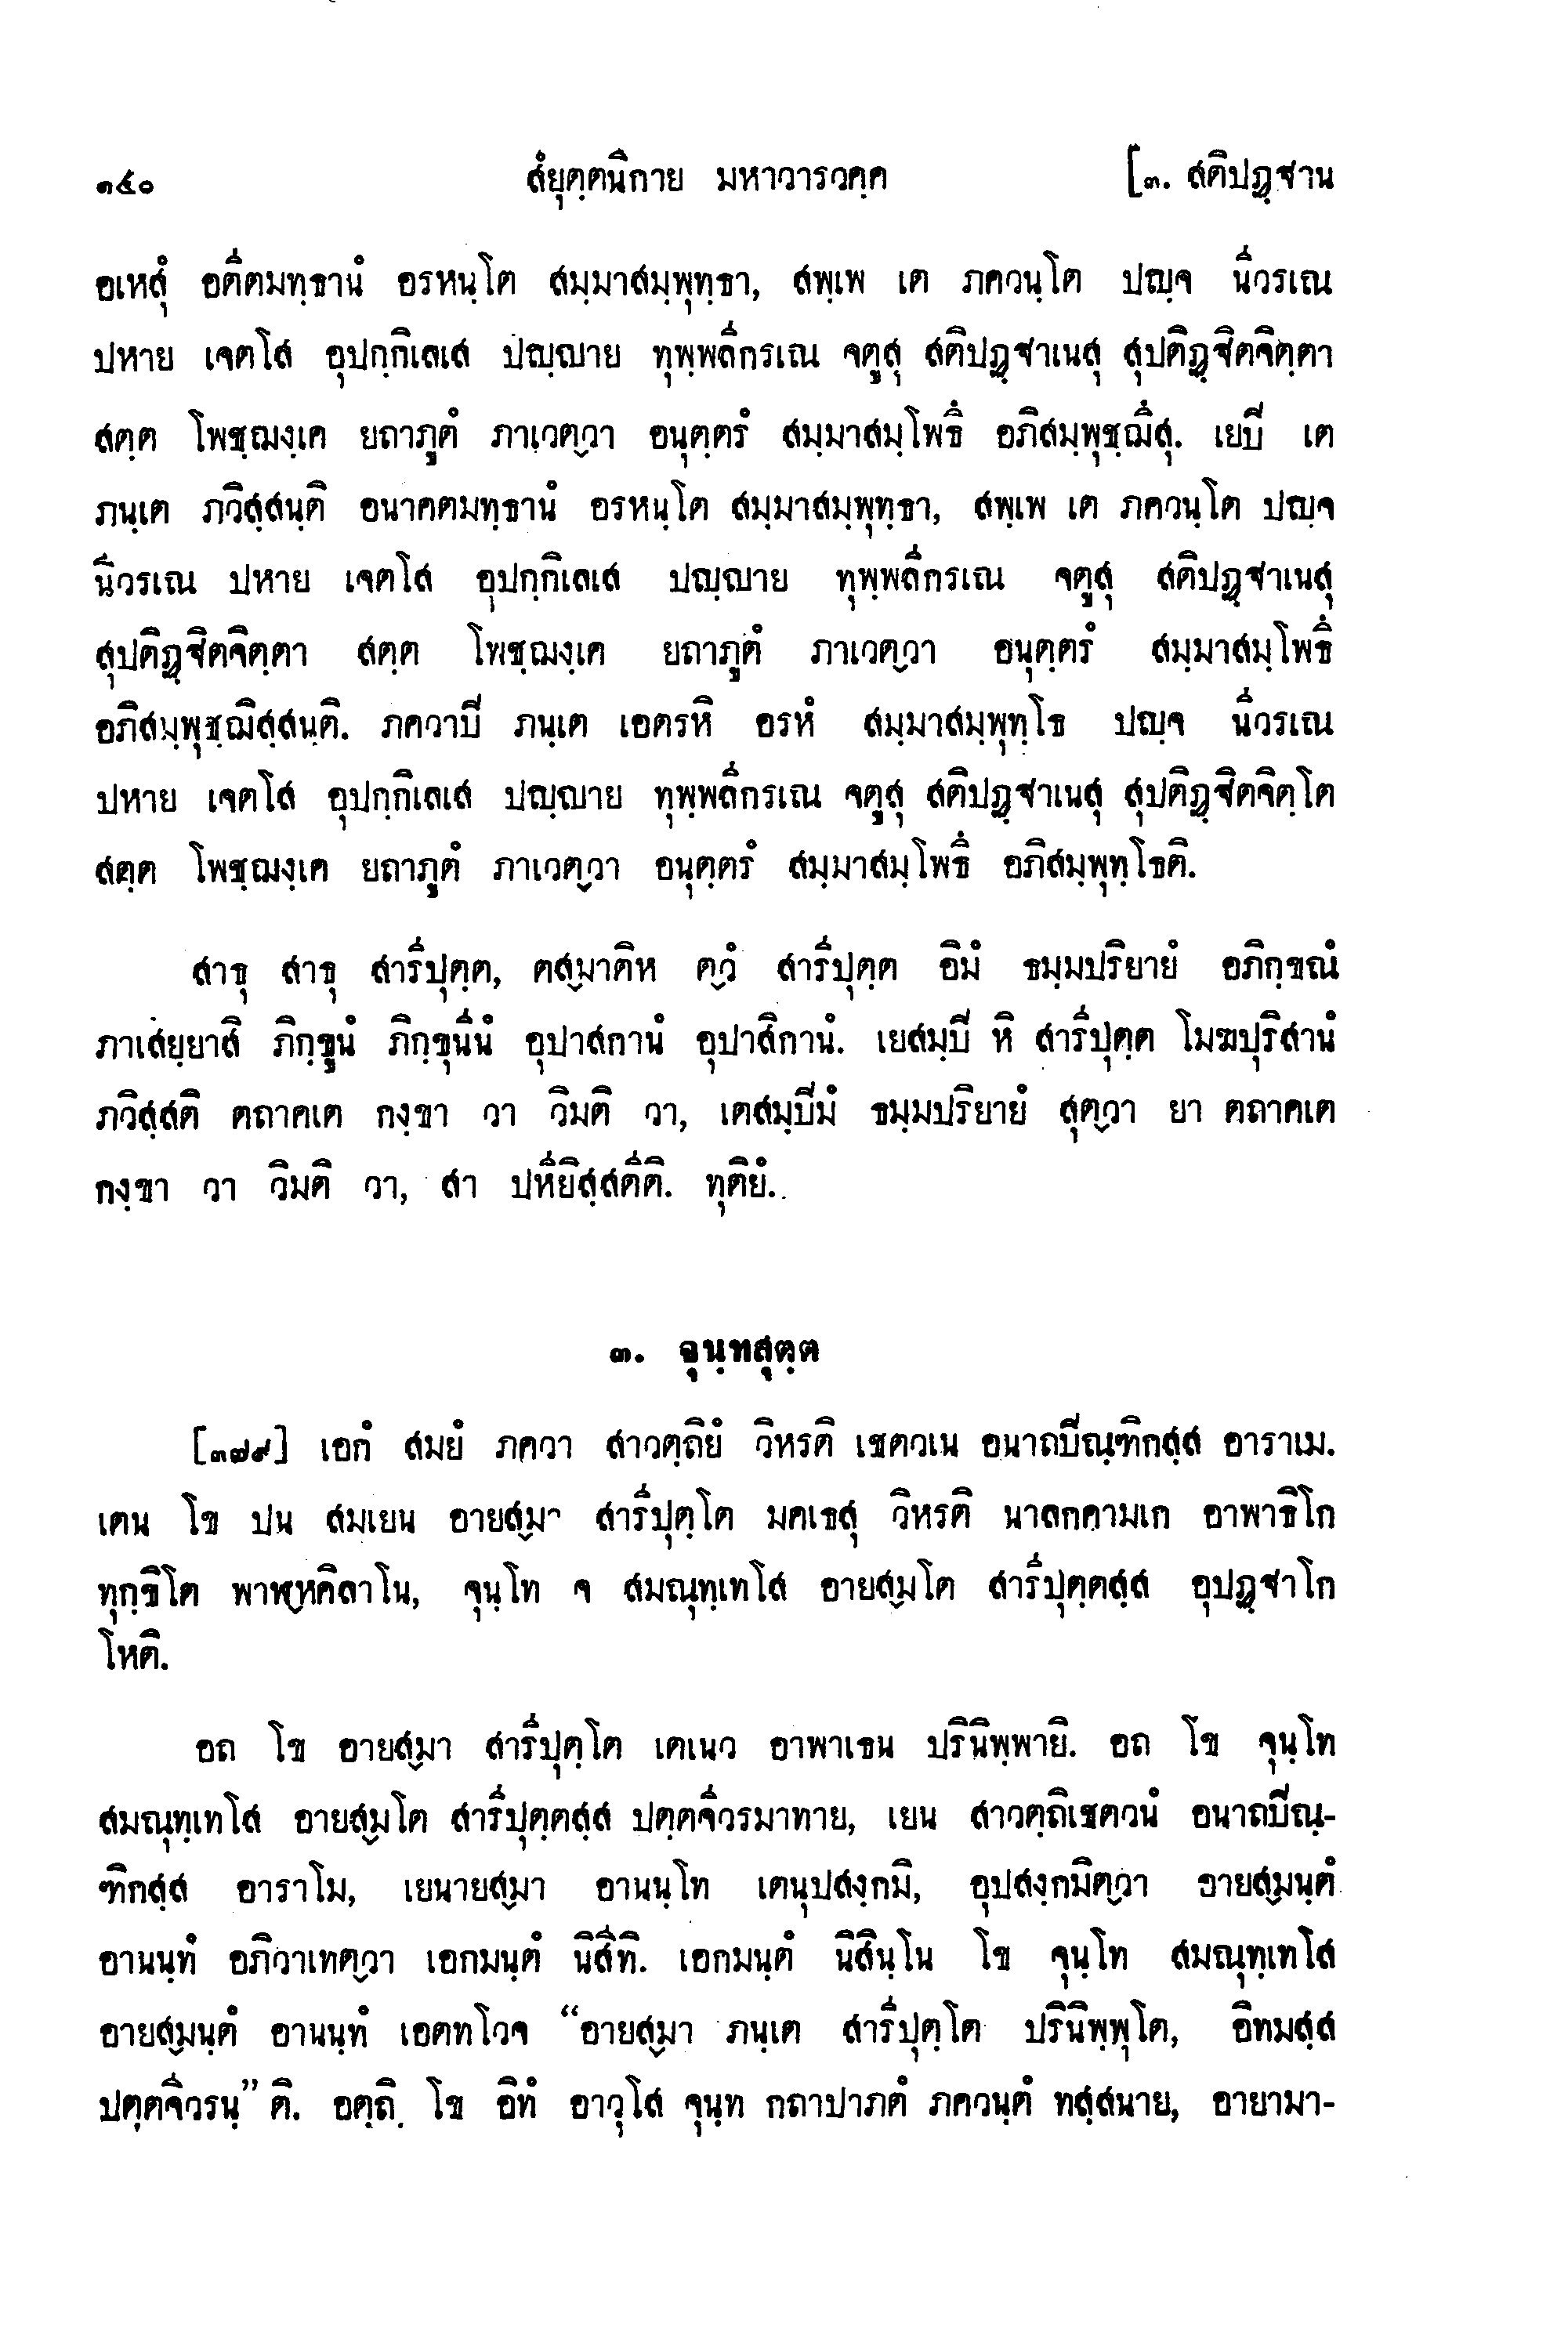 ๑๕๐ สํยุตฺตนิกาย มหาวารวคฺค [๓. สติปฏฺฐาน
อเหสุํ อตีตมทฺธานํ อรหนฺโต สมฺมาสมฺพุทฺธา, สพฺเพ เต ภควนฺโต ปญฺจ นีวรเณ
ปหาย เจตโส อุปกฺกิเลเส ปญฺญาย ทุพฺพลีกรเณ จตูสุ สติปฏฺฐาเนสุ สุปติฏฺฐิตจิตฺตา
สตฺต โพชฺฌงฺเค ยถาภูตํ ภาเวตฺวา อนุตฺตรํ สมฺมาสมฺโพธึ อภิสมฺพุชฺฌึสุ. เยปี เต
ภนฺเต ภวิสฺสนฺติ อนาคตมทฺธานํ อรหนฺโต สมฺมาสมฺพุทฺธา, สพฺเพ เต ภควนฺโต ปญฺจ
นีวรเณ ปหาย เจตโส อุปกฺกิเลเส ปญฺญาย ทุพฺพลีกรเณ จตูสุ สติปฏฺฐาเนสุ
สุปติฏฺฐิตจิตฺตา สตฺต โพชฺฌงฺเค ยถาภูตํ ภาเวตฺวา อนุตฺตรํ สมฺมาสมฺโพธึ
อภิสมฺพุชฺฌิสฺสนฺติ. ภควาปี ภนฺเต เอตรหิ อรหํ สมฺมาสมฺพุทฺโธ ปญฺจ นีวรเณ
ปหาย เจตโส อุปกฺกิเลเส ปญฺญาย ทุพฺพลีกรเณ จตูสุ สติปฏฺฐาเนสุ สุปติฏฺฐิตจิตฺโต
สตฺต โพชฺฌงฺเค ยถาภูตํ ภาเวตฺวา อนุตฺตรํ สมฺมาสมฺโพธึ อภิสมฺพุทฺโธติ.
สาธุ สาธุ สารีปุตฺต, ตสฺมาติห ตฺวํ สารีปุตฺต อิมํ ธมฺมปริยายํ อภิกฺขณํ
ภาเสยฺยาสิ ภิกฺขูนํ ภิกฺขุนีนํ อุปาสกานํ อุปาสิกานํ. เยสมฺปี หิ สารีปุตฺต โมฆปุริสานํ
ภวิสฺสติ ตถาคเต กงฺขา วา วิมติ วา, เตสมฺปีมํ ธมฺมปริยายํ สุตฺวา ยา ตถาคเต
กงฺขา วา วิมติ วา, สา ปหียิสฺสตีติ. ทุติยํ.
๓. จุนฺทสุตฺต
[๓๗๙] เอกํ สมยํ ภควา สาวตฺถิยํ วิหรติ เชตวเน อนาถปีณฺฑิกสฺส อาราเม.
เตน โข ปน สมเยน อายสฺมา สารีปุตฺโต มคเธสุ วิหรติ นาลกคามเก อาพาธิโก
ทุกฺขิโต พาฬฺหคิลาโน, จุนฺโท จ สมณุทฺเทโส อายสฺมโต สารีปุตฺตสฺส อุปฏฺฐาโก
โหติ.
อถ โข อายสฺมา สารีปุตฺโต เตเนว อาพาเธน ปรินิพฺพายิ. อถ โข จุนฺโท
สมณุทฺเทโส อายสฺมโต สารีปุตฺตสฺส ปตฺตจีวรมาทาย, เยน สาวตฺถิเชตวนํ อนาถปีณฺ-
ฑิกสฺส อาราโม, เยนายสฺมา อานนฺโท เตนุปสงฺกมิ, อุปสงฺกมิตฺวา อายสฺมนฺตํ
อานนฺทํ อภิวาเทตฺวา เอกมนฺตํ นิสีทิ. เอกมนฺตํ นิสินฺโน โข จุนฺโท สมณุทฺเทโส
อายสฺมนฺตํ อานนฺทํ เอตทโวจ “อายสฺมา ภนฺเต สารีปุตฺโต ปรินิพฺพุโต, อิทมสฺส
ปตฺตจีวรนฺ” ติ. อตฺถิ โข อิทํ อาวุโส จุนฺท กถาปาภตํ ภควนฺตํ ทสฺสนาย, อายามา-